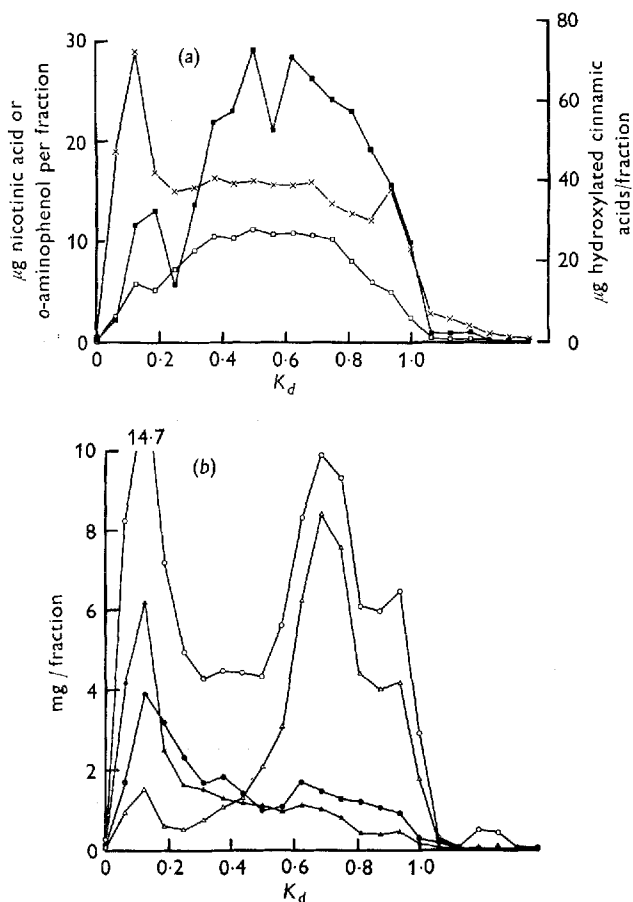 (a)
µg nicotinic acid or
o-aminophenol per fraction
30
20
10
0
µg hydroxylated cinnamic
acids/fraction
80
60
40
20
0
0 0·2 0·4 0·6 0·8 1·0
K_d
14·7
(b)
mg/fraction
10
8
6
4
2
0
0 0·2 0·4 0·6 0·8 1·0
K_d